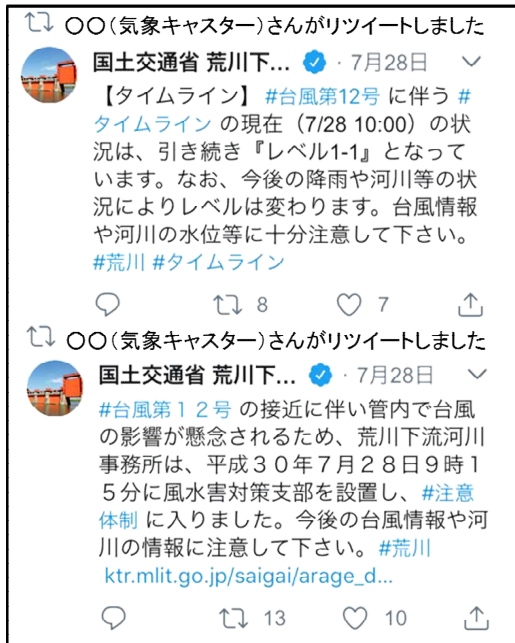 〇〇(気象キャスター)さんがリツイートしました
国土交通省 荒川下... · 7月28日
【タイムライン】 #台風第12号 に伴う #
タイムライン の現在（7/28 10:00）の状
況は、引き続き『レベル1-1』となって
います。なお、今後の降雨や河川等の状
況によりレベルは変わります。台風情報
や河川の水位等に十分注意して下さい。
#荒川 #タイムライン
8 7
〇〇(気象キャスター)さんがリツイートしました
国土交通省 荒川下... · 7月28日
#台風第１２号 の接近に伴い管内で台風
の影響が懸念されるため、荒川下流河川
事務所は、平成３０年７月２８日９時１
５分に風水害対策支部を設置し、#注意
体制 に入りました。今後の台風情報や河
川の情報に注意して下さい。#荒川
ktr.mlit.go.jp/saigai/arage_d...
13 10